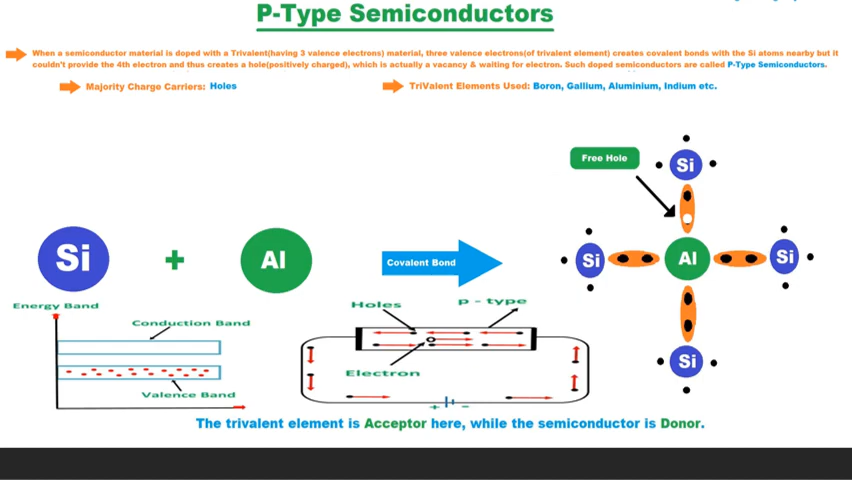 P-Type Semiconductors
When a semiconductor material is doped with a Trivalent(having 3 valence electrons) material, three valence electrons(of trivalent element) creates covalent bonds with the Si atoms nearby but it
couldn't provide the 4th electron and thus creates a hole(positively charged), which is actually a vacancy & waiting for electron. Such doped semiconductors are called P-Type Semiconductors.
Majority Charge Carriers: Holes
TriValent Elements Used: Boron, Gallium, Aluminium, Indium etc.
Free Hole
Si
Si
+
Al
Covalent Bond
Si
Al
Si
Si
Energy Band
Conduction Band
Valence Band
Holes
p - type
Electron
+ -
The trivalent element is Acceptor here, while the semiconductor is Donor.